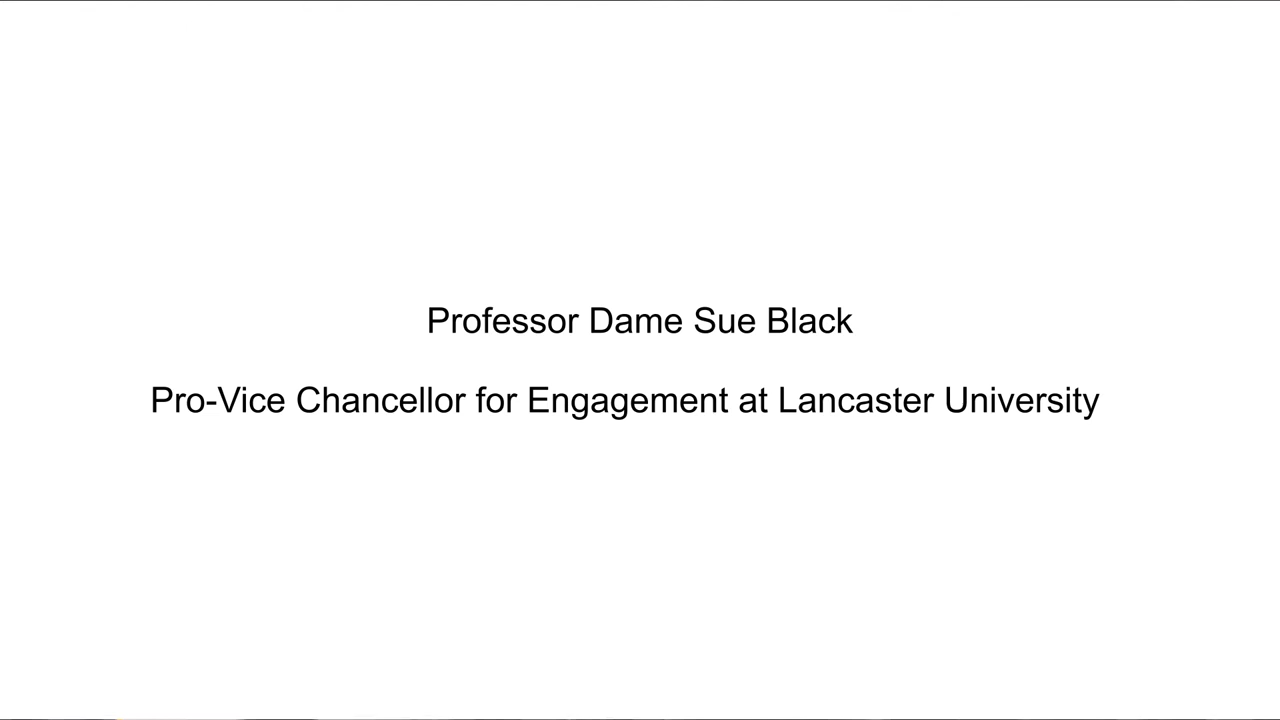 Professor Dame Sue Black
Pro-Vice Chancellor for Engagement at Lancaster University